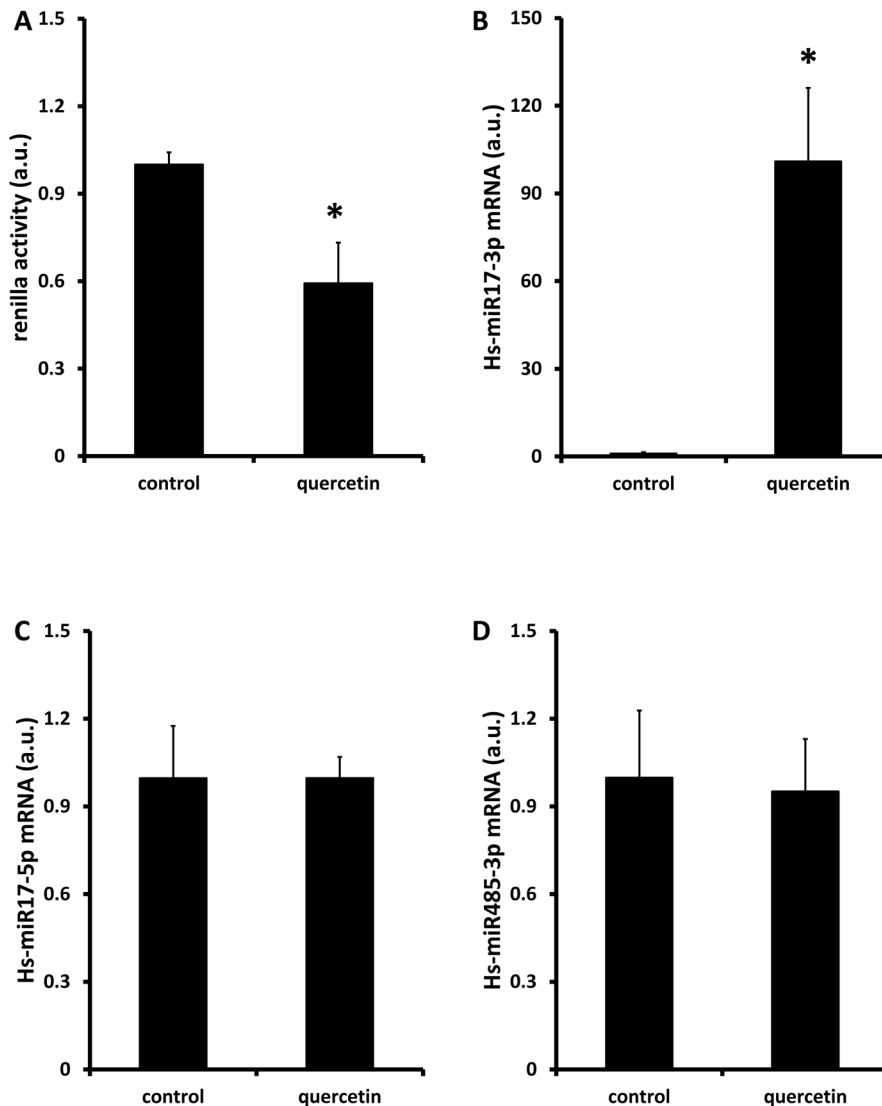 A
1.5
1.2
0.9
0.6
0.3
0
renilla activity (a.u.)
*
control quercetin
B
150
120
90
60
30
0
Hs-miR17-3p mRNA (a.u.)
*
control quercetin
C
1.5
1.2
0.9
0.6
0.3
0
Hs-miR17-5p mRNA (a.u.)
control quercetin
D
1.5
1.2
0.9
0.6
0.3
0
Hs-miR485-3p mRNA (a.u.)
control quercetin